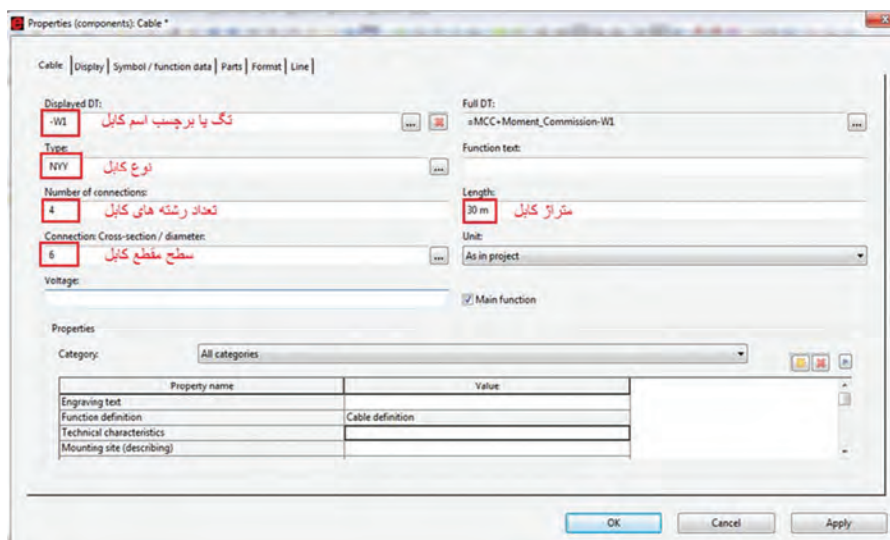 Properties (components): Cable *
Cable Display Symbol / function data Parts Format Line
Displayed DT:
-W1 تگ یا برچسب اسم کابل ...
Full DT:
=MCC+Moment_Commission-W1 ...
Type:
NYY نوع کابل ...
Function text:
Number of connections:
4 تعداد رشته های کابل
Length:
30 m متراژ کابل
Connection: Cross-section / diameter:
6 سطح مقطع کابل ...
Unit:
As in project
Voltage:
Main function
Properties
Category: All categories
Property name Value
Engraving text
Function definition Cable definition
Technical characteristics
Mounting site (describing)
OK Cancel Apply